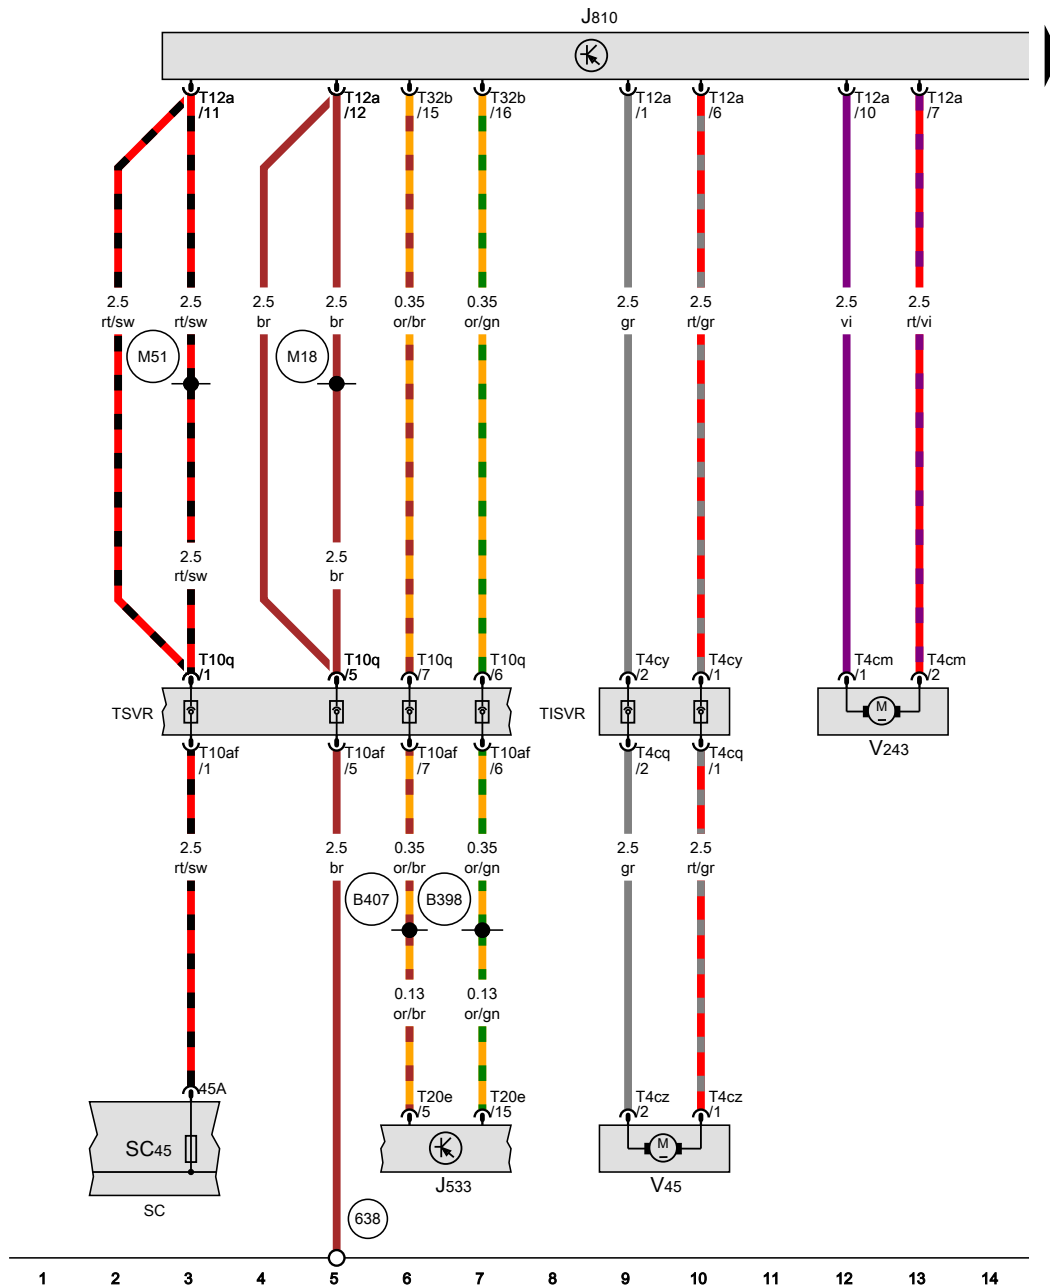 J810
T12a T12a T32b T32b T12a T12a T12a T12a
/11 /12 /15 /16 /1 /6 /10 /7
2.5 2.5 2.5 2.5 0.35 0.35 2.5 2.5 2.5 2.5
rt/sw rt/sw br br or/br or/gn gr rt/gr vi rt/vi
M51 M18
2.5 2.5
rt/sw br
T10q T10q T10q T10q T4cy T4cy T4cm T4cm
/1 /5 /7 /6 /2 /1 /1 /2
TSVR TISVR M
V243
T10af T10af T10af T10af T4cq T4cq
/1 /5 /7 /6 /2 /1
2.5 2.5 0.35 0.35 2.5 2.5
rt/sw br or/br or/gn gr rt/gr
B407 B398
0.13 0.13
or/br or/gn
45A T20e T20e T4cz T4cz
/5 /15 /2 /1
SC45 M
J533 V45
SC
638
1 2 3 4 5 6 7 8 9 10 11 12 13 14